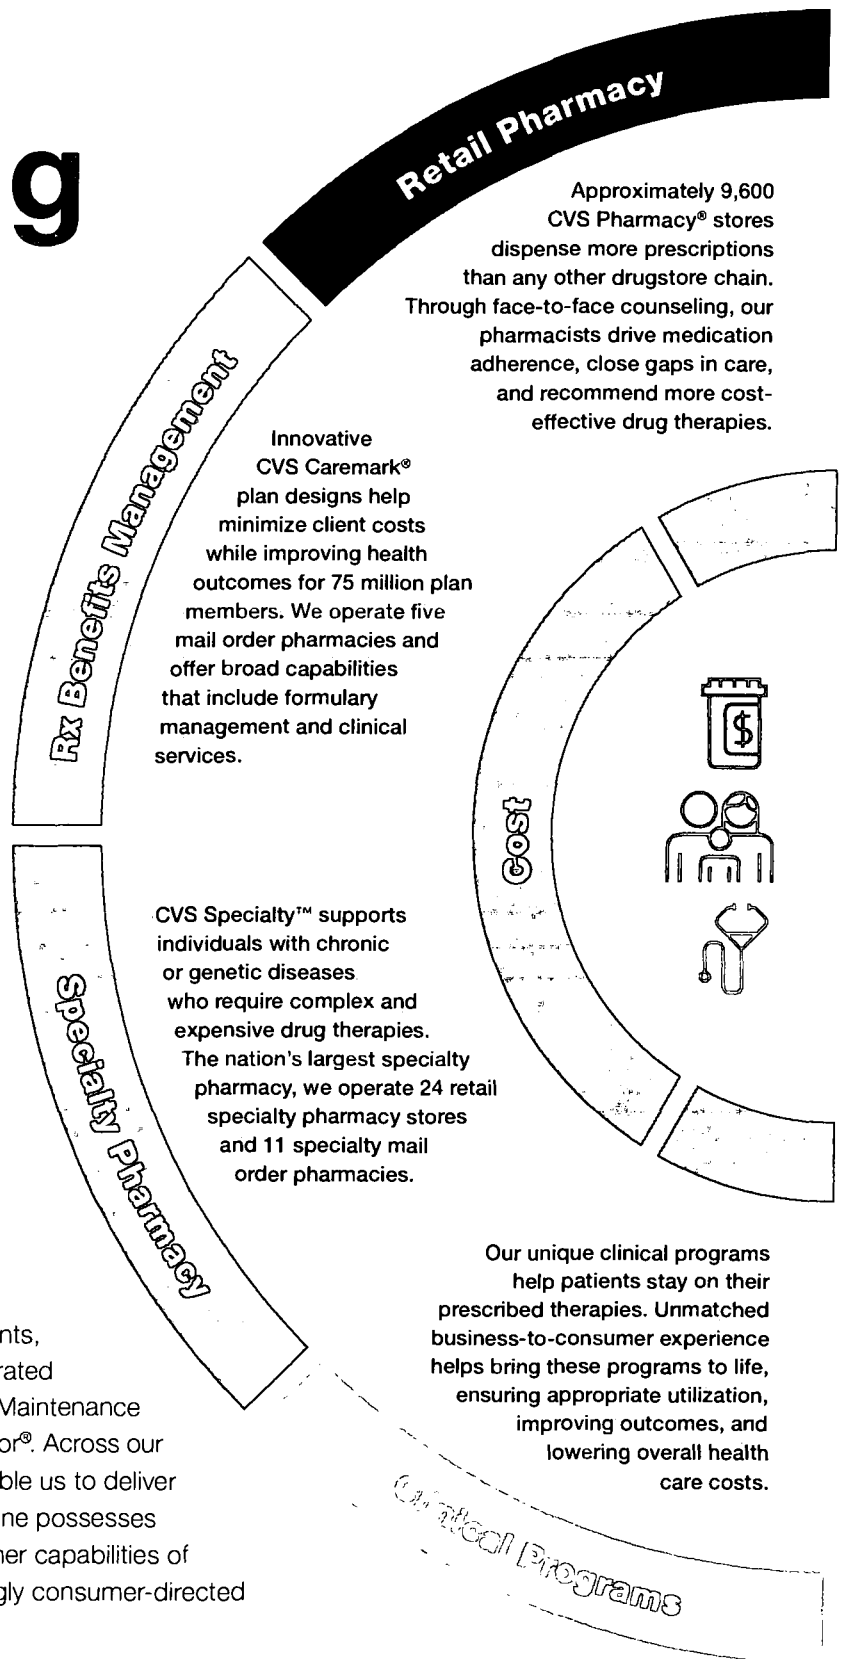 g
Retail Pharmacy
Approximately 9,600
CVS Pharmacy® stores
dispense more prescriptions
than any other drugstore chain.
Through face-to-face counseling, our
pharmacists drive medication
adherence, close gaps in care,
and recommend more cost-
effective drug therapies.
Rx Benefits Management
Innovative
CVS Caremark®
plan designs help
minimize client costs
while improving health
outcomes for 75 million plan
members. We operate five
mail order pharmacies and
offer broad capabilities
that include formulary
management and clinical
services.
Cost
$
Specialty Pharmacy
CVS Specialty™ supports
individuals with chronic
or genetic diseases
who require complex and
expensive drug therapies.
The nation's largest specialty
pharmacy, we operate 24 retail
specialty pharmacy stores
and 11 specialty mail
order pharmacies.
Our unique clinical programs
help patients stay on their
prescribed therapies. Unmatched
business-to-consumer experience
helps bring these programs to life,
ensuring appropriate utilization,
improving outcomes, and
lowering overall health
care costs.
Clinical Programs
nts,
rated
Maintenance
or®. Across our
ble us to deliver
ne possesses
ner capabilities of
gly consumer-directed